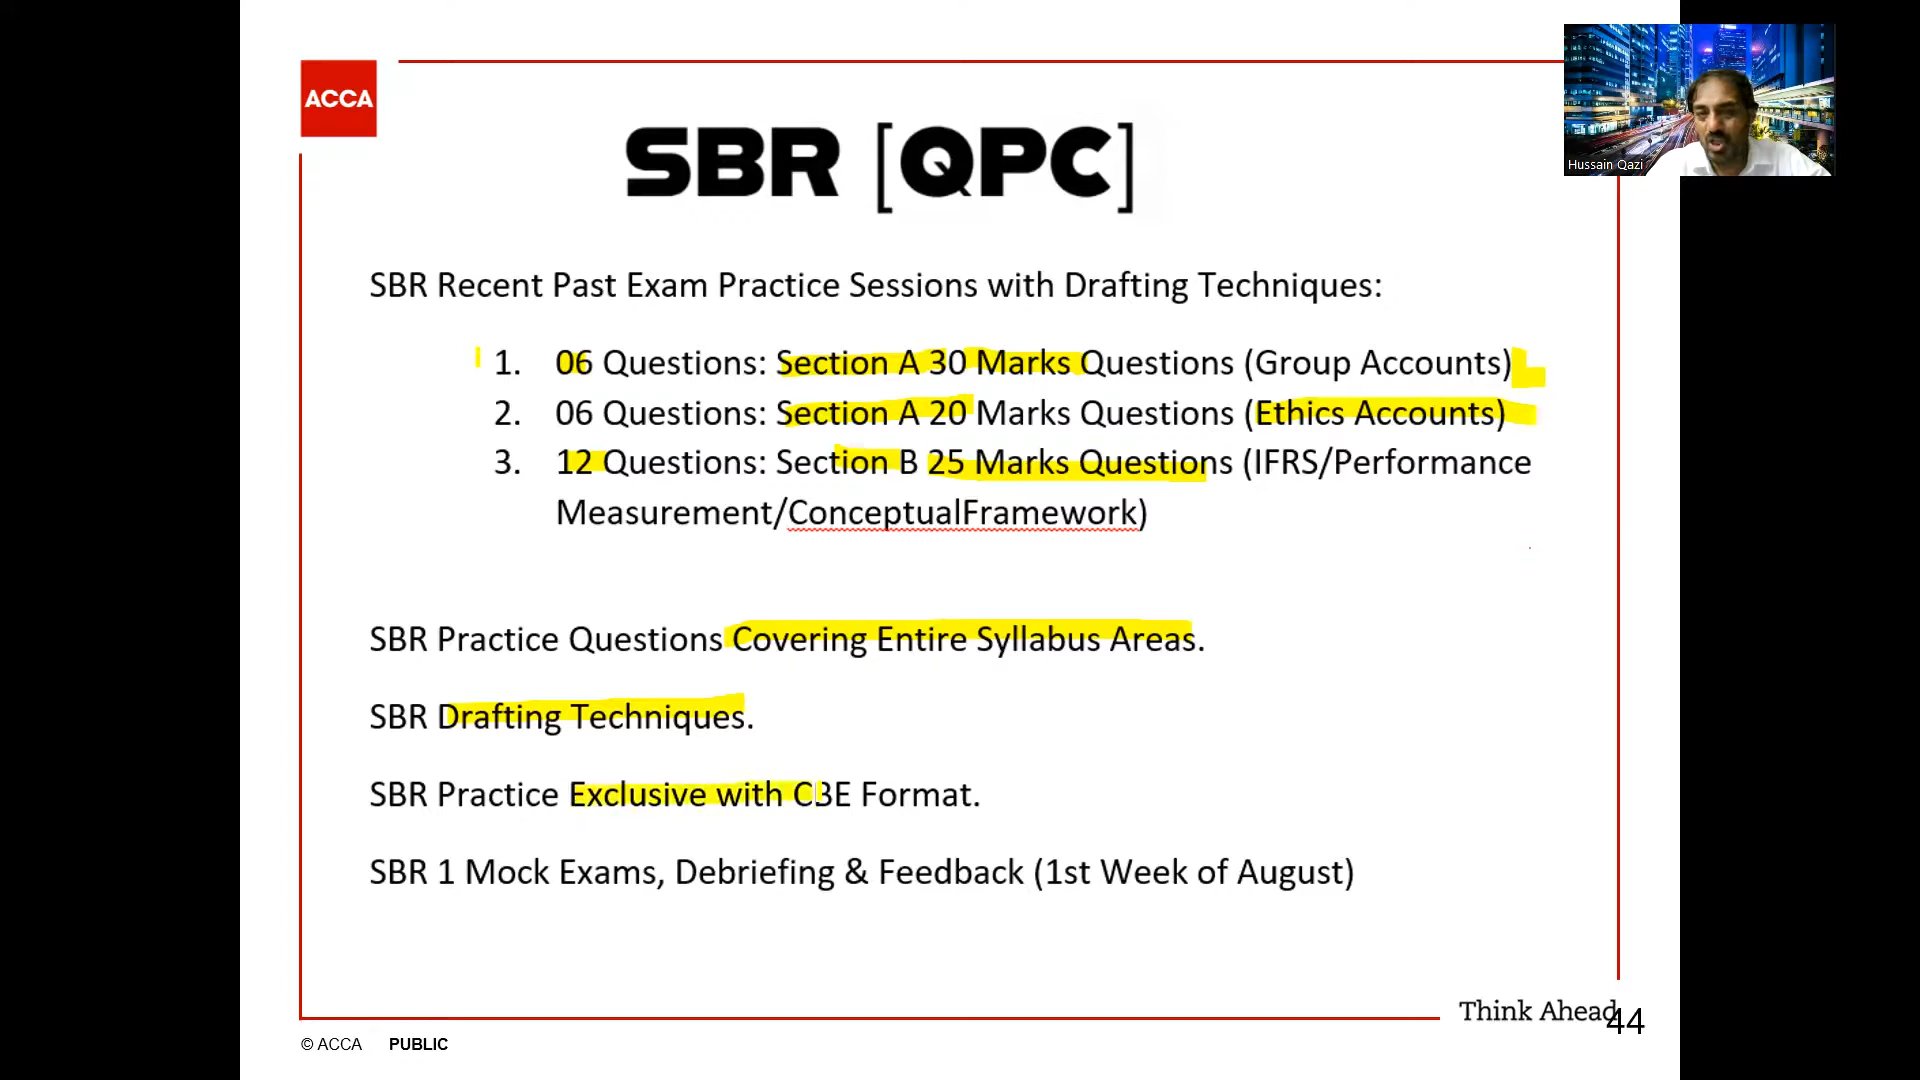 ACCA
Hussain Qazi
SBR [QPC]
SBR Recent Past Exam Practice Sessions with Drafting Techniques:
1. 06 Questions: Section A 30 Marks Questions (Group Accounts)
2. 06 Questions: Section A 20 Marks Questions (Ethics Accounts)
3. 12 Questions: Section B 25 Marks Questions (IFRS/Performance
Measurement/ConceptualFramework)
SBR Practice Questions Covering Entire Syllabus Areas.
SBR Drafting Techniques.
SBR Practice Exclusive with CBE Format.
SBR 1 Mock Exams, Debriefing & Feedback (1st Week of August)
Think Ahead
44
© ACCA PUBLIC